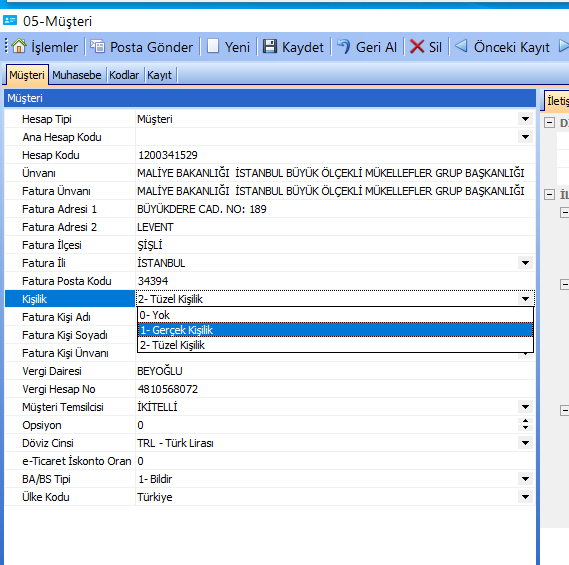 05-Müşteri
İşlemler Posta Gönder Yeni Kaydet Geri Al Sil Önceki Kayıt
Müşteri Muhasebe Kodlar Kayıt
Müşteri
Hesap Tipi Müşteri
Ana Hesap Kodu
Hesap Kodu 1200341529
Ünvanı MALİYE BAKANLIĞI İSTANBUL BÜYÜK ÖLÇEKLİ MÜKELLEFLER GRUP BAŞKANLIĞI
Fatura Ünvanı MALİYE BAKANLIĞI İSTANBUL BÜYÜK ÖLÇEKLİ MÜKELLEFLER GRUP BAŞKANLIĞI
Fatura Adresi 1 BÜYÜKDERE CAD. NO: 189
Fatura Adresi 2 LEVENT
Fatura İlçesi ŞİŞLİ
Fatura İli İSTANBUL
Fatura Posta Kodu 34394
Kişilik 2- Tüzel Kişilik
Fatura Kişi Adı 0- Yok
1- Gerçek Kişilik
Fatura Kişi Soyadı
2- Tüzel Kişilik
Fatura Kişi Ünvanı
Vergi Dairesi BEYOĞLU
Vergi Hesap No 4810568072
Müşteri Temsilcisi İKİTELLİ
Opsiyon 0
Döviz Cinsi TRL - Türk Lirası
e-Ticaret İskonto Oran 0
BA/BS Tipi 1- Bildir
Ülke Kodu Türkiye